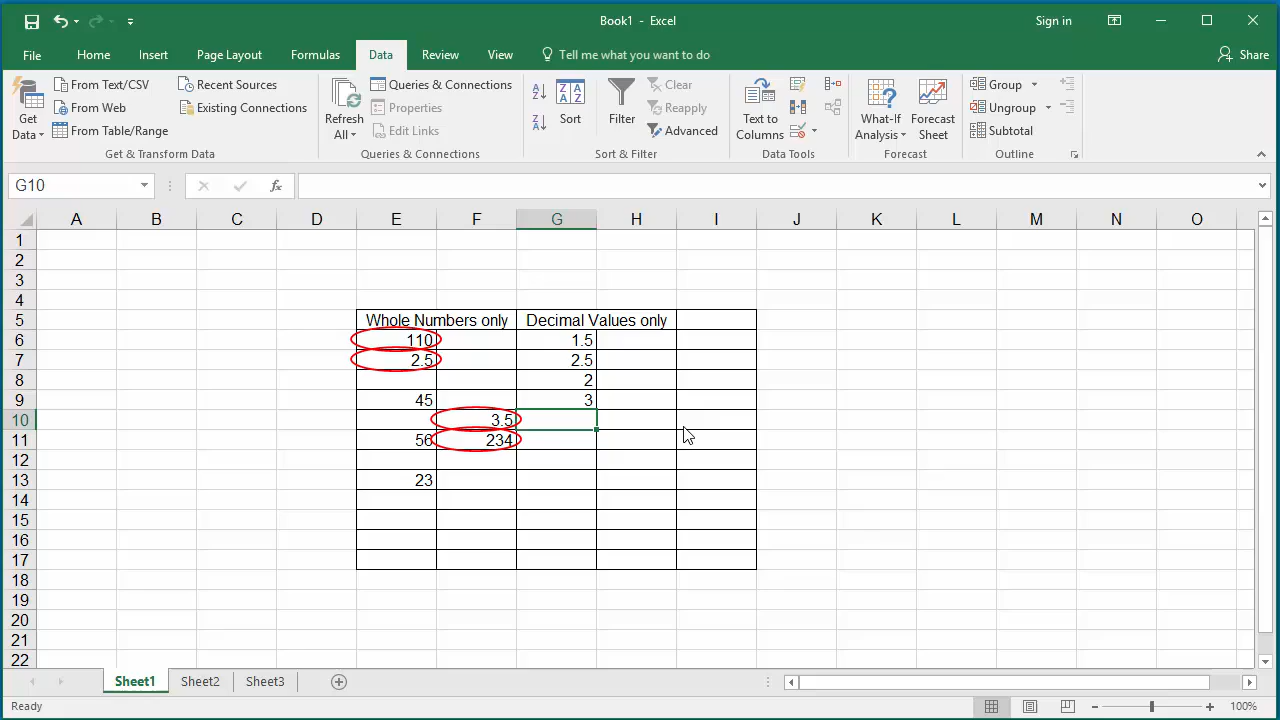 Book1 - Excel
Sign in
File Home Insert Page Layout Formulas Data Review View Tell me what you want to do Share
Get Data
From Text/CSV
From Web
From Table/Range
Recent Sources
Existing Connections
Get & Transform Data
Refresh All
Queries & Connections
Properties
Edit Links
Queries & Connections
Sort
Filter
Clear
Reapply
Advanced
Sort & Filter
Text to Columns
Data Tools
What-If Analysis
Forecast Sheet
Forecast
Group
Ungroup
Subtotal
Outline
G10 fx
A B C D E F G H I J K L M N O
1
2
3
4
5 Whole Numbers only Decimal Values only
6 110 1.5
7 2.5 2.5
8 2
9 45 3
10 3.5
11 56 234
12
13 23
14
15
16
17
18
19
20
21
22
Sheet1 Sheet2 Sheet3
Ready 100%